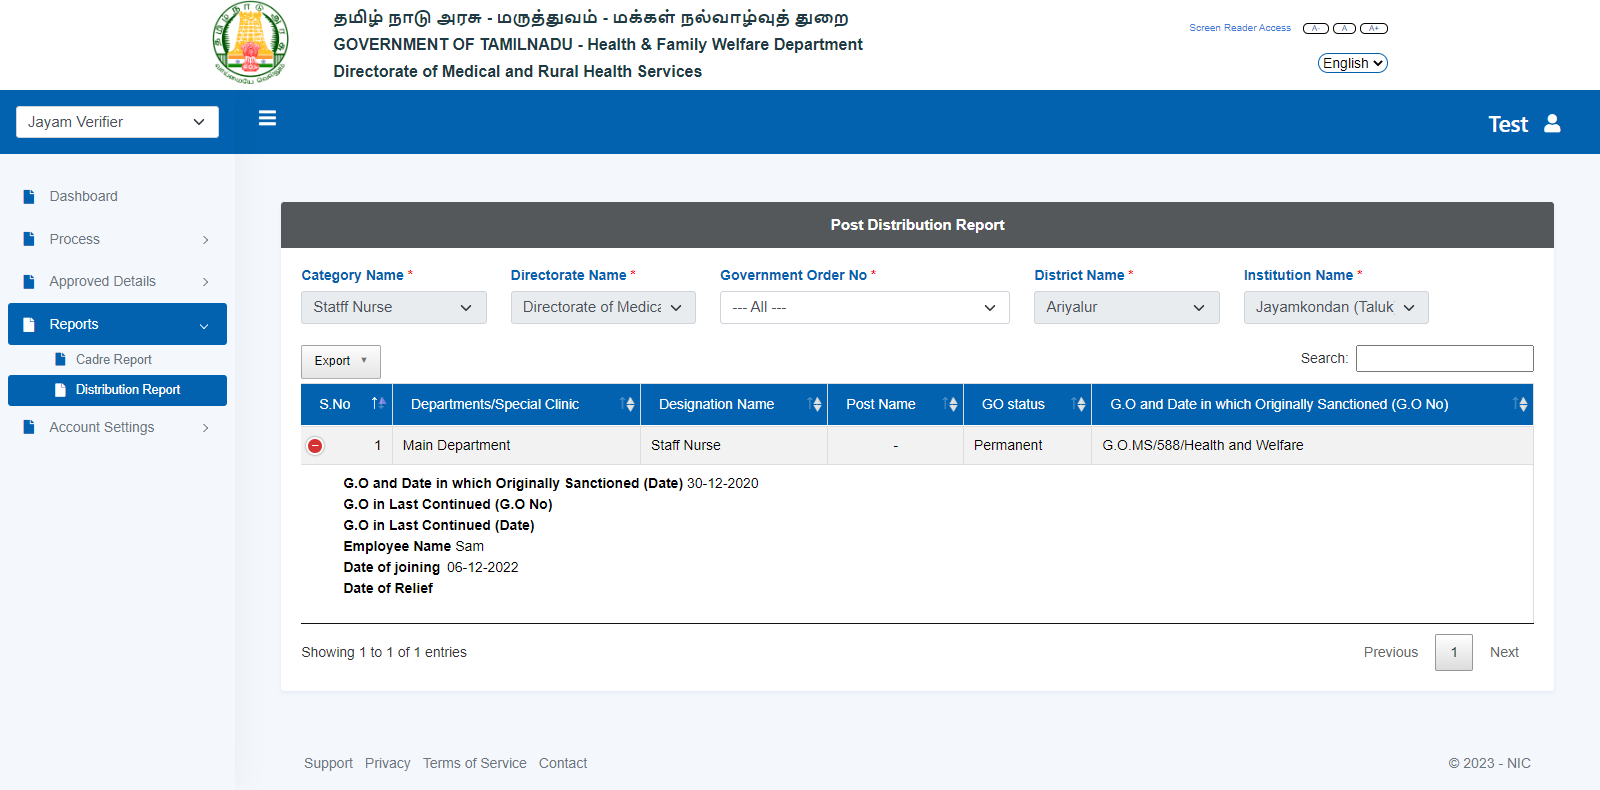 தமிழ் நாடு அரசு - மருத்துவம் - மக்கள் நல்வாழ்வுத் துறை
GOVERNMENT OF TAMILNADU - Health & Family Welfare Department
Directorate of Medical and Rural Health Services
Screen Reader Access A- A A+
English
Jayam Verifier
Test
Dashboard
Process
Approved Details
Reports
Cadre Report
Distribution Report
Account Settings
Post Distribution Report
Category Name * Directorate Name * Government Order No * District Name * Institution Name *
Statff Nurse Directorate of Medica --- All --- Ariyalur Jayamkondan (Taluk
Export Search:
S.No Departments/Special Clinic Designation Name Post Name GO status G.O and Date in which Originally Sanctioned (G.O No)
1 Main Department Staff Nurse - Permanent G.O.MS/588/Health and Welfare
G.O and Date in which Originally Sanctioned (Date) 30-12-2020
G.O in Last Continued (G.O No)
G.O in Last Continued (Date)
Employee Name Sam
Date of joining 06-12-2022
Date of Relief
Showing 1 to 1 of 1 entries Previous 1 Next
Support Privacy Terms of Service Contact © 2023 - NIC